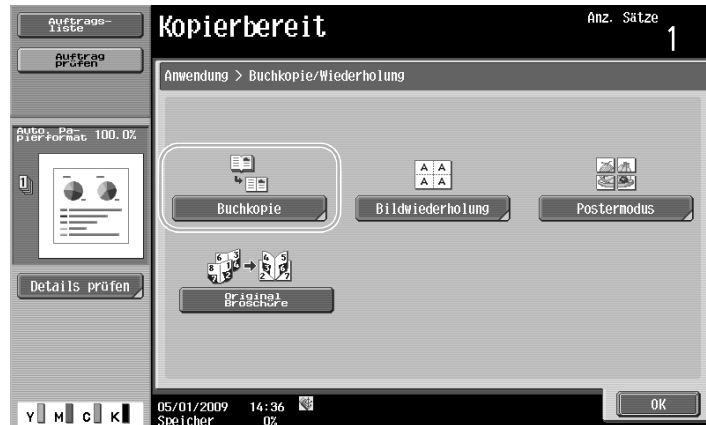 Auftrags-
liste
Auftrag
prüfen
Kopierbereit
Anz. Sätze
1
Anwendung > Buchkopie/Wiederholung
Auto. Pa-
pierformat 100.0%
1
Buchkopie
A A
A A
Bildwiederholung
Postermodus
Details prüfen
Original
Broschüre
Y M C K
05/01/2009 14:36
Speicher 0%
OK